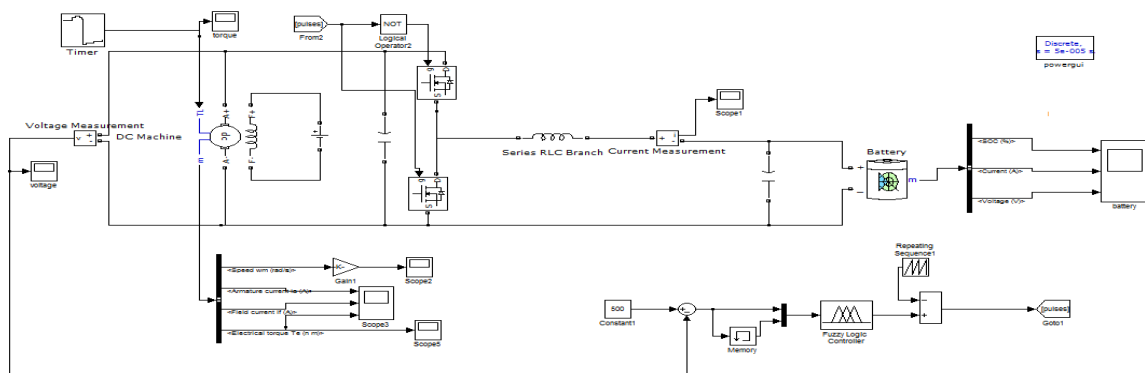 Timer
torque
[pulses]
From2
NOT
Logical
Operator2
Discrete,
s = 5e-005 s.
powergui
g
D
S
Scope1
TL
A+
F+
Voltage Measurement
DC Machine
dc
v
+
-
m
A-
F-
voltage
Series RLC Branch
Current Measurement
+
-
i
g
D
S
Battery
+
_
m
<SOC (%)>
<Current (A)>
<Voltage (V)>
battery
<Speed wm (rad/s)>
<Armature current ia (A)>
<Field current if (A)>
<Electrical torque Te (n m)>
-K-
Gain1
Scope2
Scope3
Scope5
Repeating
Sequence1
500
Constant1
Memory
Fuzzy Logic
Controller
−
+
[pulses]
Goto1